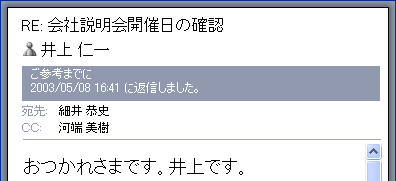 RE: 会社説明会開催日の確認
井上 仁一
ご参考までに
2003/05/08 16:41 に返信しました。
宛先: 細井 恭史
CC: 河端 美樹
おつかれさまです。井上です。